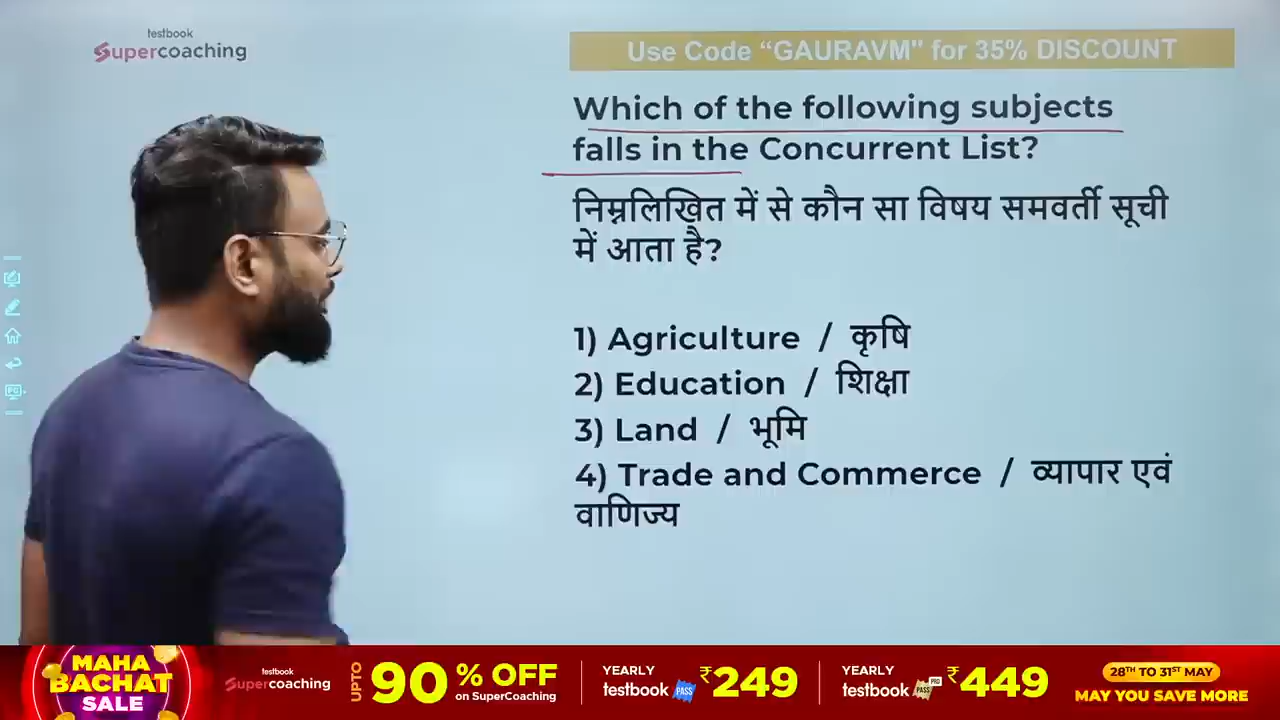 testbook
Supercoaching
Use Code “GAURAVM" for 35% DISCOUNT
Which of the following subjects
falls in the Concurrent List?
निम्नलिखित में से कौन सा विषय समवर्ती सूची
में आता है?
1) Agriculture / कृषि
2) Education / शिक्षा
3) Land / भूमि
4) Trade and Commerce / व्यापार एवं
वाणिज्य
MAHA
BACHAT
SALE
testbook
Supercoaching
UPTO 90% OFF
on SuperCoaching
YEARLY
testbook PASS ₹249
YEARLY
testbook PASS PRO ₹449
28TH TO 31ST MAY
MAY YOU SAVE MORE